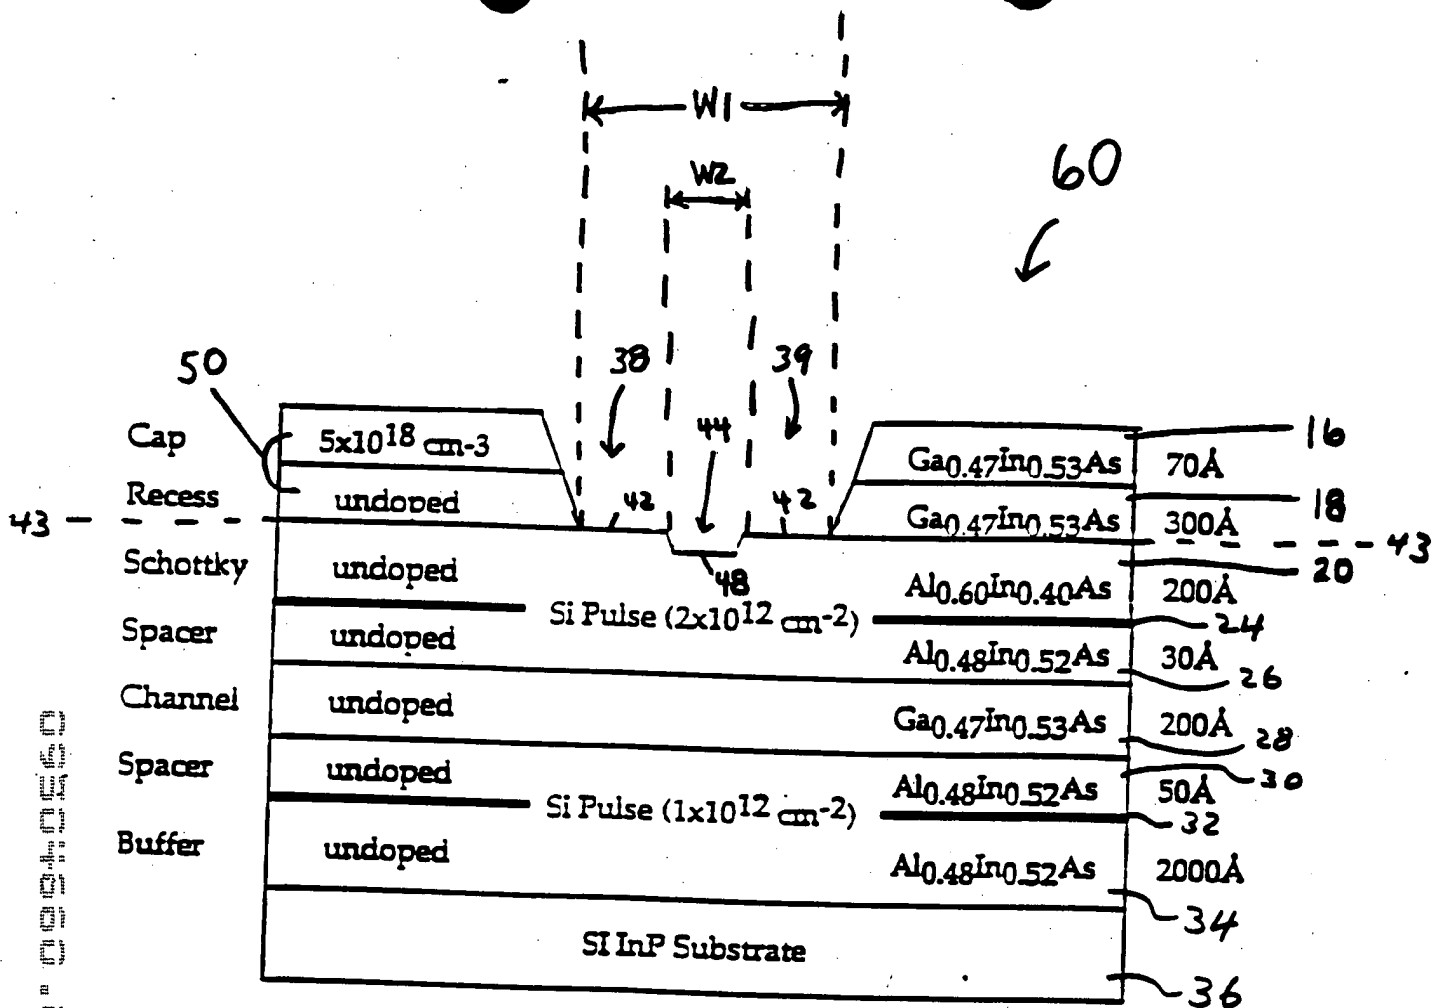 W1
W2
60
50
38
39
Cap
5x10^18 cm-3
44
Ga0.47In0.53As
70Å
16
Recess
undoped
42
42
Ga0.47In0.53As
300Å
18
43
43
Schottky
undoped
48
Al0.60In0.40As
200Å
20
Si Pulse (2x10^12 cm-2)
24
Spacer
undoped
Al0.48In0.52As
30Å
26
Channel
undoped
Ga0.47In0.53As
200Å
28
Spacer
undoped
Al0.48In0.52As
50Å
30
Si Pulse (1x10^12 cm-2)
32
Buffer
undoped
Al0.48In0.52As
2000Å
34
SI InP Substrate
36